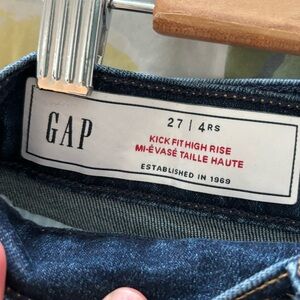 GAP
27 | 4RS
KICK FIT HIGH RISE
MI-ÉVASÉ TAILLE HAUTE
ESTABLISHED IN 1969